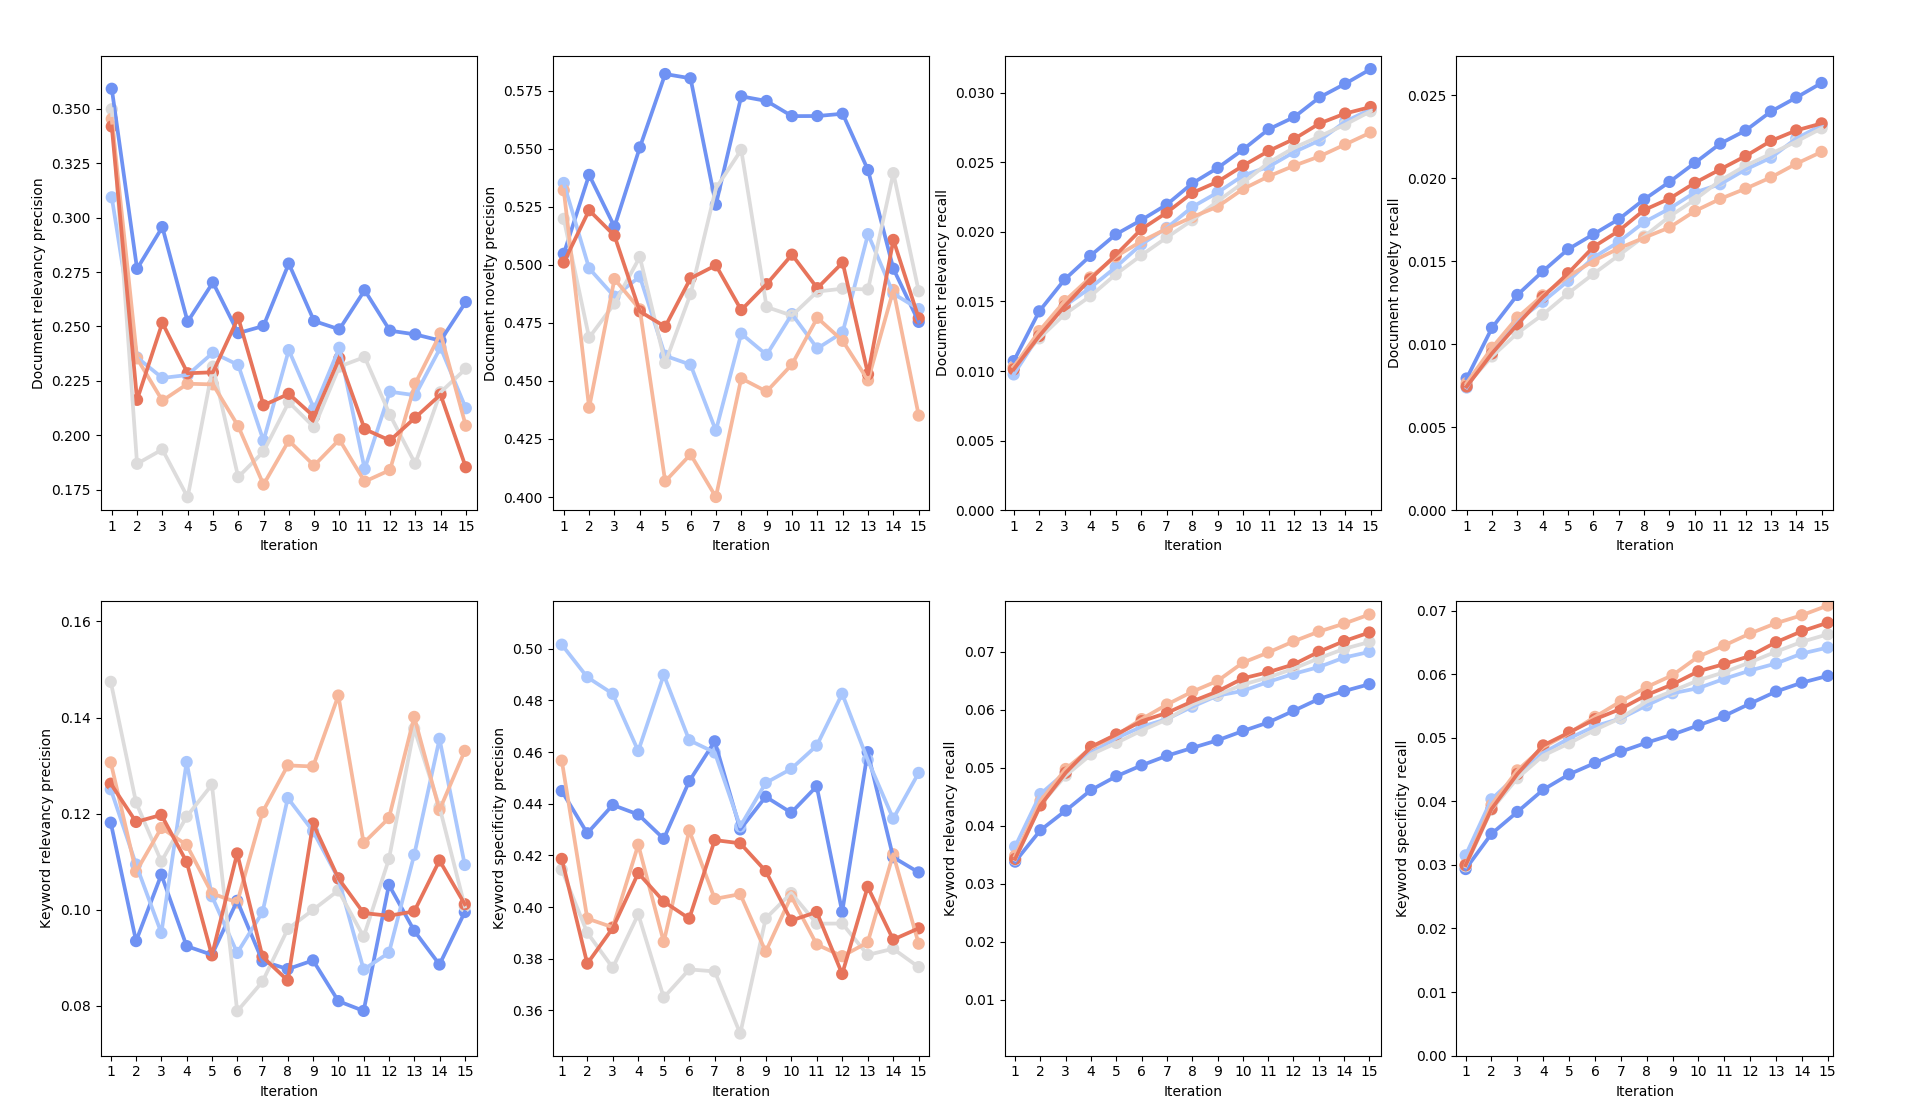 Document relevancy precision
0.350
0.325
0.300
0.275
0.250
0.225
0.200
0.175
1 2 3 4 5 6 7 8 9 10 11 12 13 14 15
Iteration
Document novelty precision
0.575
0.550
0.525
0.500
0.475
0.450
0.425
0.400
1 2 3 4 5 6 7 8 9 10 11 12 13 14 15
Iteration
Document relevancy recall
0.030
0.025
0.020
0.015
0.010
0.005
0.000
1 2 3 4 5 6 7 8 9 10 11 12 13 14 15
Iteration
Document novelty recall
0.025
0.020
0.015
0.010
0.005
0.000
1 2 3 4 5 6 7 8 9 10 11 12 13 14 15
Iteration
Keyword relevancy precision
0.16
0.14
0.12
0.10
0.08
1 2 3 4 5 6 7 8 9 10 11 12 13 14 15
Iteration
Keyword specificity precision
0.50
0.48
0.46
0.44
0.42
0.40
0.38
0.36
1 2 3 4 5 6 7 8 9 10 11 12 13 14 15
Iteration
Keyword relevancy recall
0.07
0.06
0.05
0.04
0.03
0.02
0.01
1 2 3 4 5 6 7 8 9 10 11 12 13 14 15
Iteration
Keyword specificity recall
0.07
0.06
0.05
0.04
0.03
0.02
0.01
0.00
1 2 3 4 5 6 7 8 9 10 11 12 13 14 15
Iteration